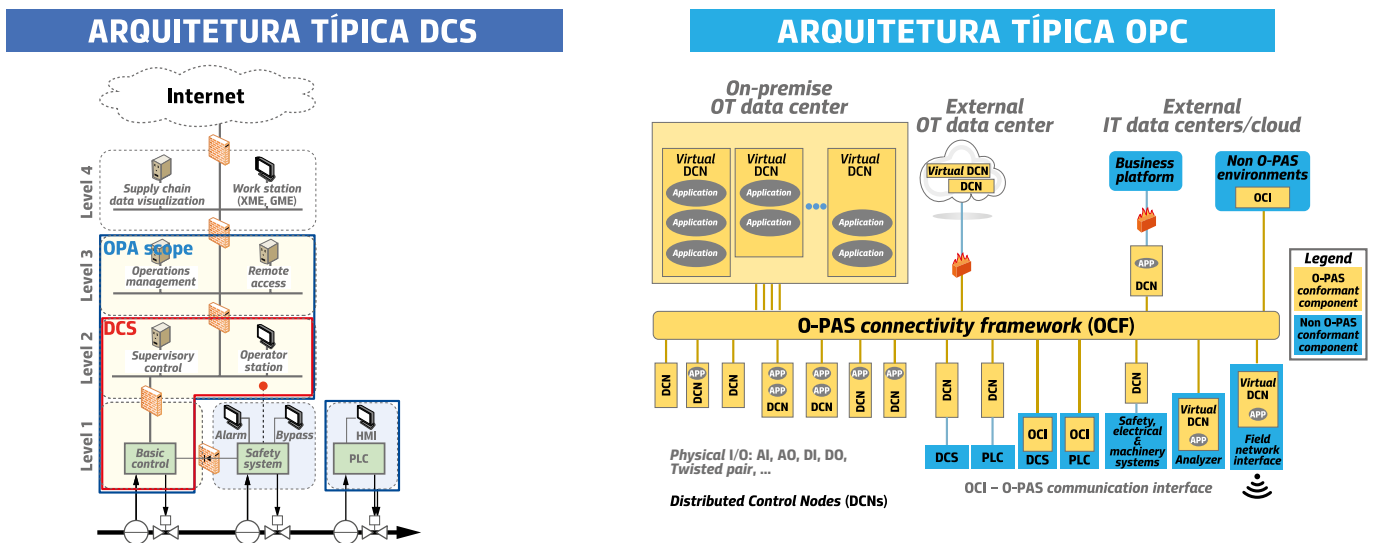 ARQUITETURA TÍPICA DCS
Internet
Level 4
Supply chain
data visualization
Work station
(XME, GME)
OPA scope
Level 3
Operations
management
Remote
access
DCS
Level 2
Supervisory
control
Operator
station
Level 1
Alarm
Bypass
HMI
Basic
control
Safety
system
PLC
ARQUITETURA TÍPICA OPC
On-premise
OT data center
External
OT data center
External
IT data centers/cloud
Virtual
DCN
Application
Application
Application
Virtual
DCN
Application
Application
Virtual
DCN
Application
Application
Virtual DCN
DCN
Business
platform
Non O-PAS
environments
OCI
APP
DCN
Legend
O-PAS
conformant
component
Non O-PAS
conformant
component
O-PAS connectivity framework (OCF)
DCN
APP
DCN
DCN
APP
APP
DCN
APP
APP
DCN
APP
DCN
APP
DCN
DCN
DCS
DCN
PLC
OCI
DCS
OCI
PLC
DCN
Safety,
electrical
&
machinery
systems
Virtual
DCN
APP
Analyzer
Virtual
DCN
APP
Field
network
interface
Physical I/O: AI, AO, DI, DO,
Twisted pair, ...
Distributed Control Nodes (DCNs)
OCI – O-PAS communication interface